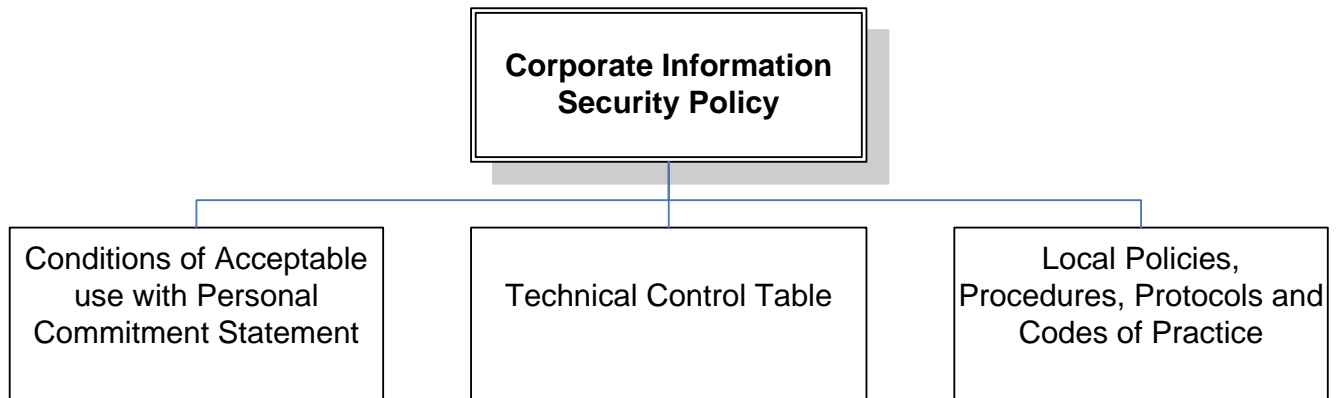 Corporate Information
Security Policy
Conditions of Acceptable
use with Personal
Commitment Statement
Technical Control Table
Local Policies,
Procedures, Protocols and
Codes of Practice